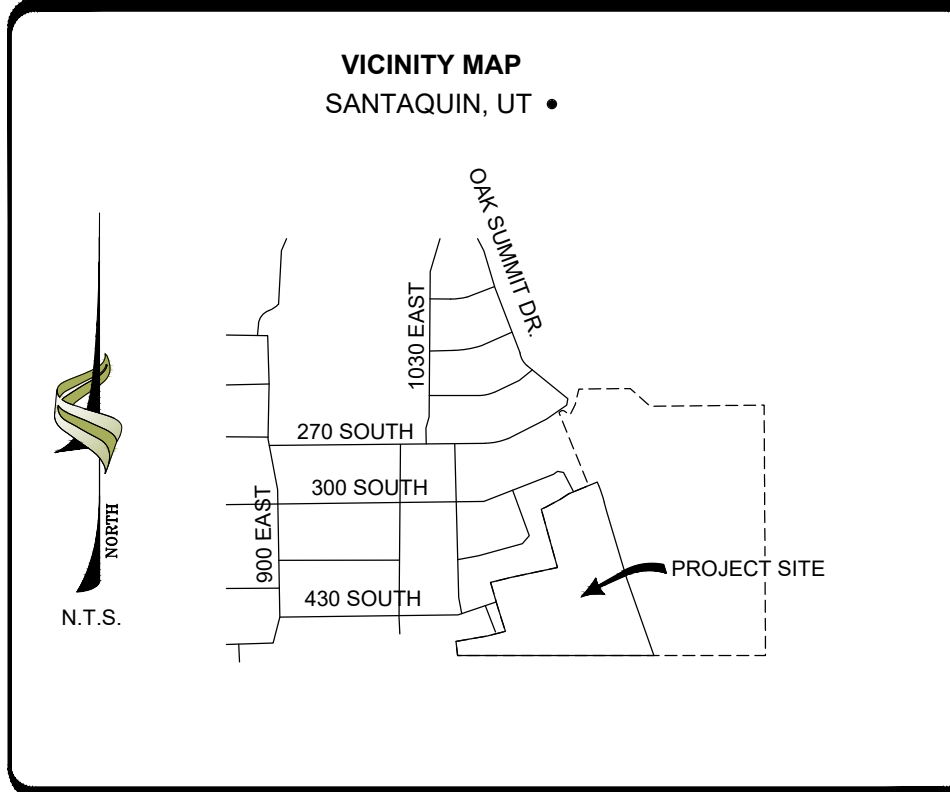 VICINITY MAP
SANTAQUIN, UT •
OAK SUMMIT DR.
1030 EAST
270 SOUTH
300 SOUTH
900 EAST
430 SOUTH
PROJECT SITE
NORTH
N.T.S.